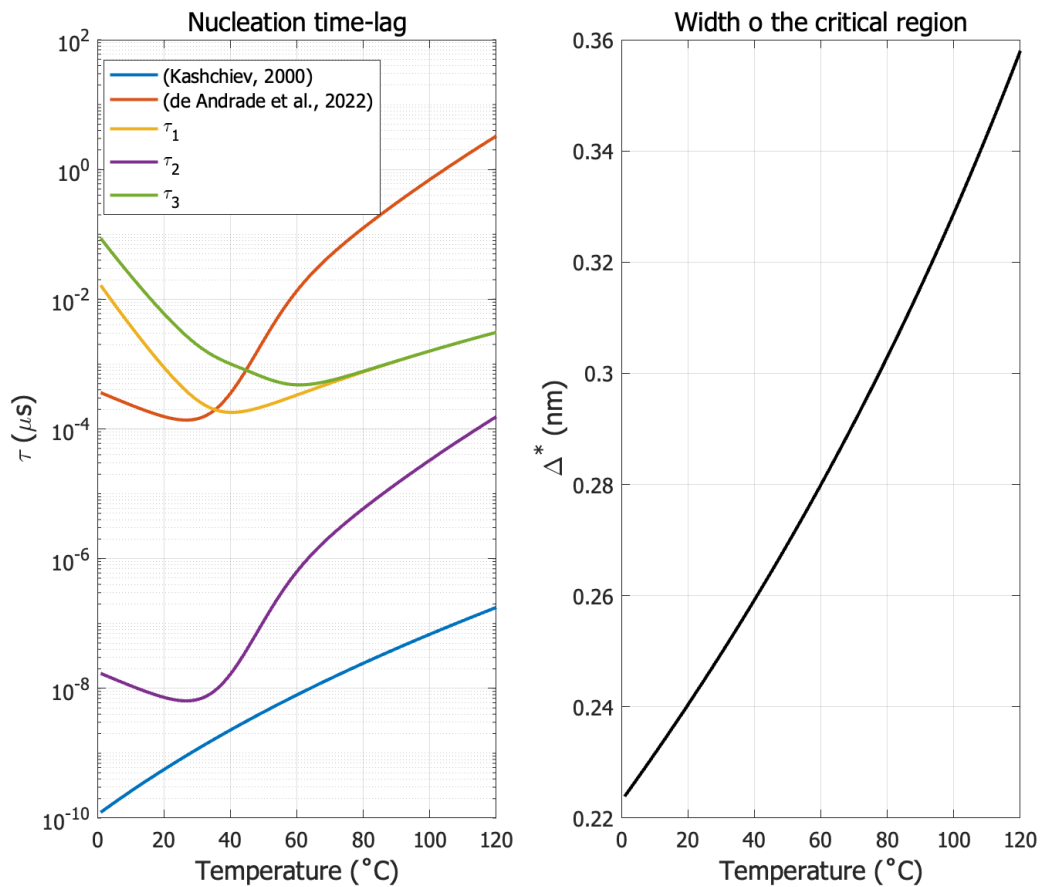 Nucleation time-lag
10^2
10^0
10^-2
10^-4
10^-6
10^-8
10^-10
τ (μs)
(Kashchiev, 2000)
(de Andrade et al., 2022)
τ_1
τ_2
τ_3
0 20 40 60 80 100 120
Temperature (°C)
Width o the critical region
0.36
0.34
0.32
0.3
0.28
0.26
0.24
0.22
Δ* (nm)
0 20 40 60 80 100 120
Temperature (°C)